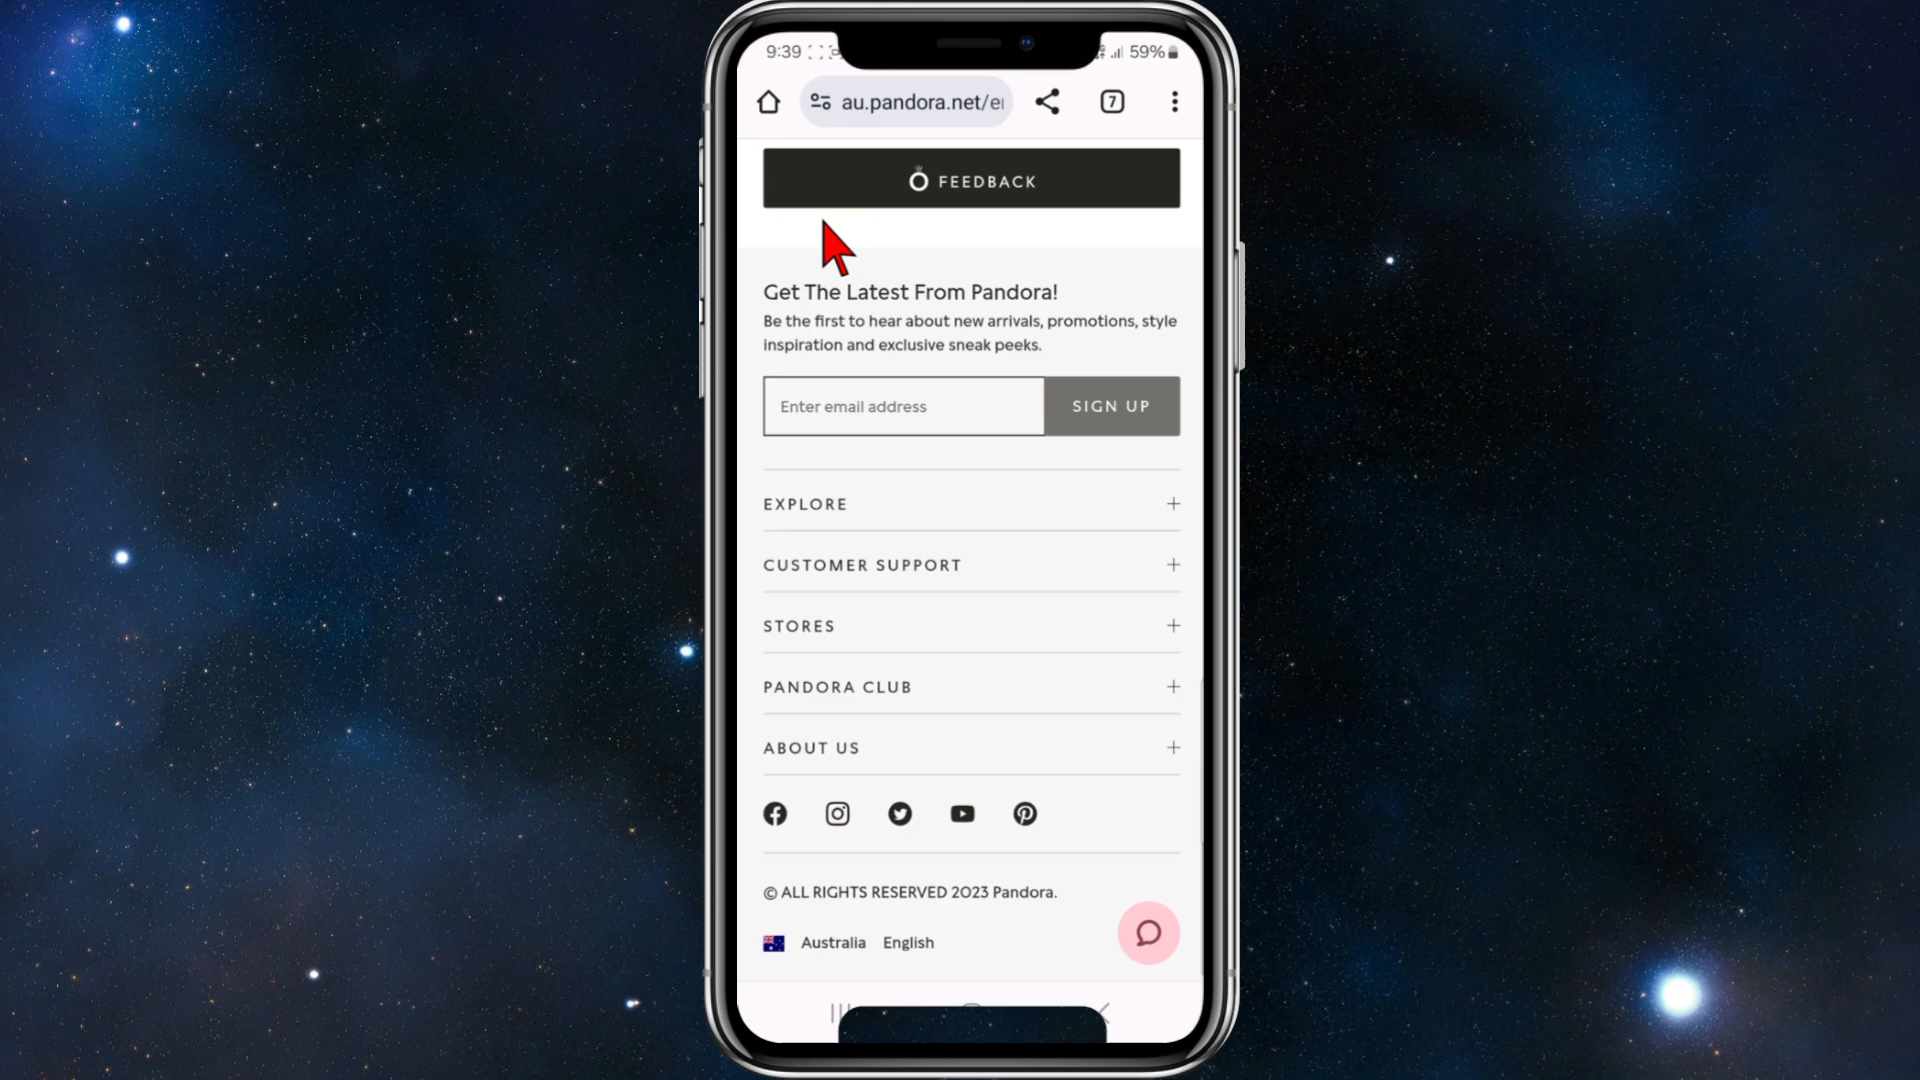 9:39
59%
au.pandora.net/e
7
FEEDBACK
Get The Latest From Pandora!
Be the first to hear about new arrivals, promotions, style
inspiration and exclusive sneak peeks.
Enter email address
SIGN UP
EXPLORE
CUSTOMER SUPPORT
STORES
PANDORA CLUB
ABOUT US
© ALL RIGHTS RESERVED 2023 Pandora.
Australia English